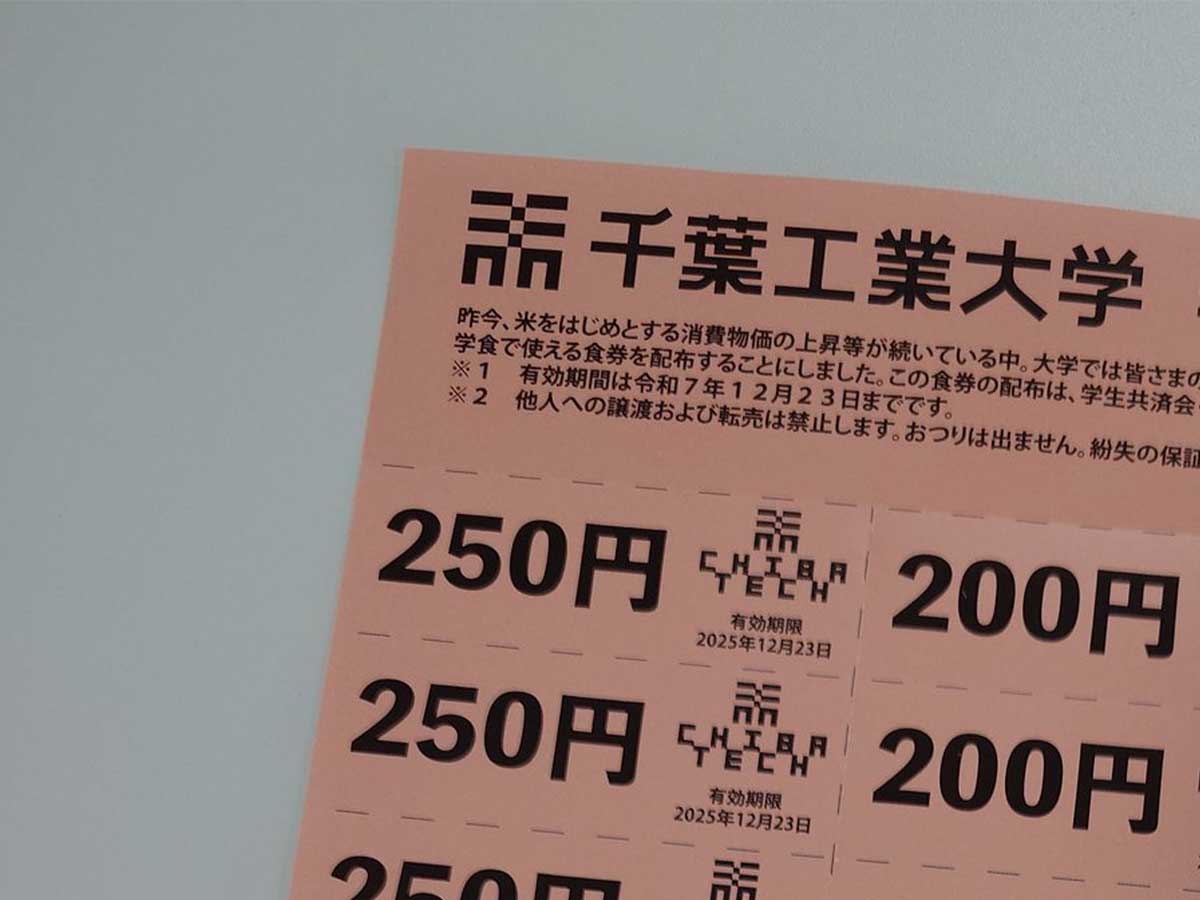 千葉工業大学
昨今、米をはじめとする消費物価の上昇等が続いている中。大学では皆さまの
学食で使える食券を配布することにしました。この食券の配布は、学生共済会
※１　有効期間は令和７年１２月２３日までです。
※２　他人への譲渡および転売は禁止します。おつりは出ません。紛失の保証
250円
CHIBA
TECH
有効期限
2025年12月23日
200円
250円
CHIBA
TECH
有効期限
2025年12月23日
200円
250円